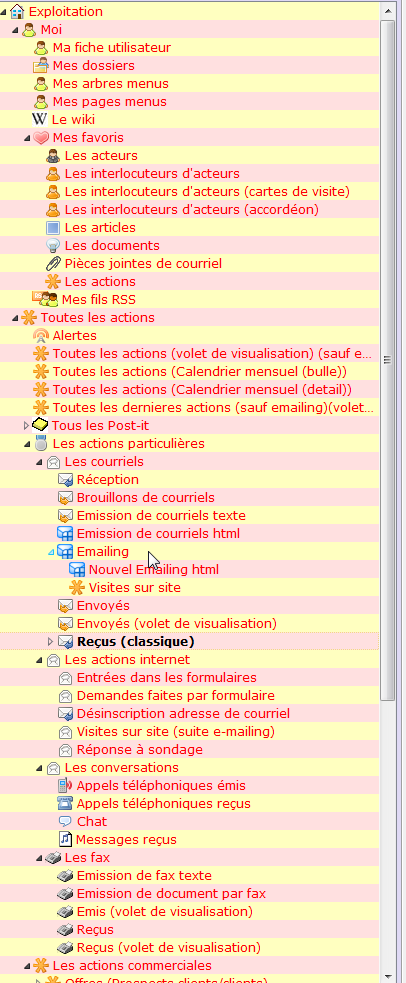 Exploitation
Moi
Ma fiche utilisateur
Mes dossiers
Mes arbres menus
Mes pages menus
W Le wiki
Mes favoris
Les acteurs
Les interlocuteurs d'acteurs
Les interlocuteurs d'acteurs (cartes de visite)
Les interlocuteurs d'acteurs (accordéon)
Les articles
Les documents
Pièces jointes de courriel
Les actions
Mes fils RSS
Toutes les actions
Alertes
Toutes les actions (volet de visualisation) (sauf e...
Toutes les actions (Calendrier mensuel (bulle))
Toutes les actions (Calendrier mensuel (detail))
Toutes les dernieres actions (sauf emailing)(volet...
Tous les Post-it
Les actions particulières
Les courriels
Réception
Brouillons de courriels
Emission de courriels texte
Emission de courriels html
Emailing
Nouvel Emailing html
Visites sur site
Envoyés
Envoyés (volet de visualisation)
Reçus (classique)
Les actions internet
Entrées dans les formulaires
Demandes faites par formulaire
Désinscription adresse de courriel
Visites sur site (suite e-mailing)
Réponse à sondage
Les conversations
Appels téléphoniques émis
Appels téléphoniques reçus
Chat
Messages reçus
Les fax
Emission de fax texte
Emission de document par fax
Emis (volet de visualisation)
Reçus
Reçus (volet de visualisation)
Les actions commerciales
Offres (Prospects clients/clients)